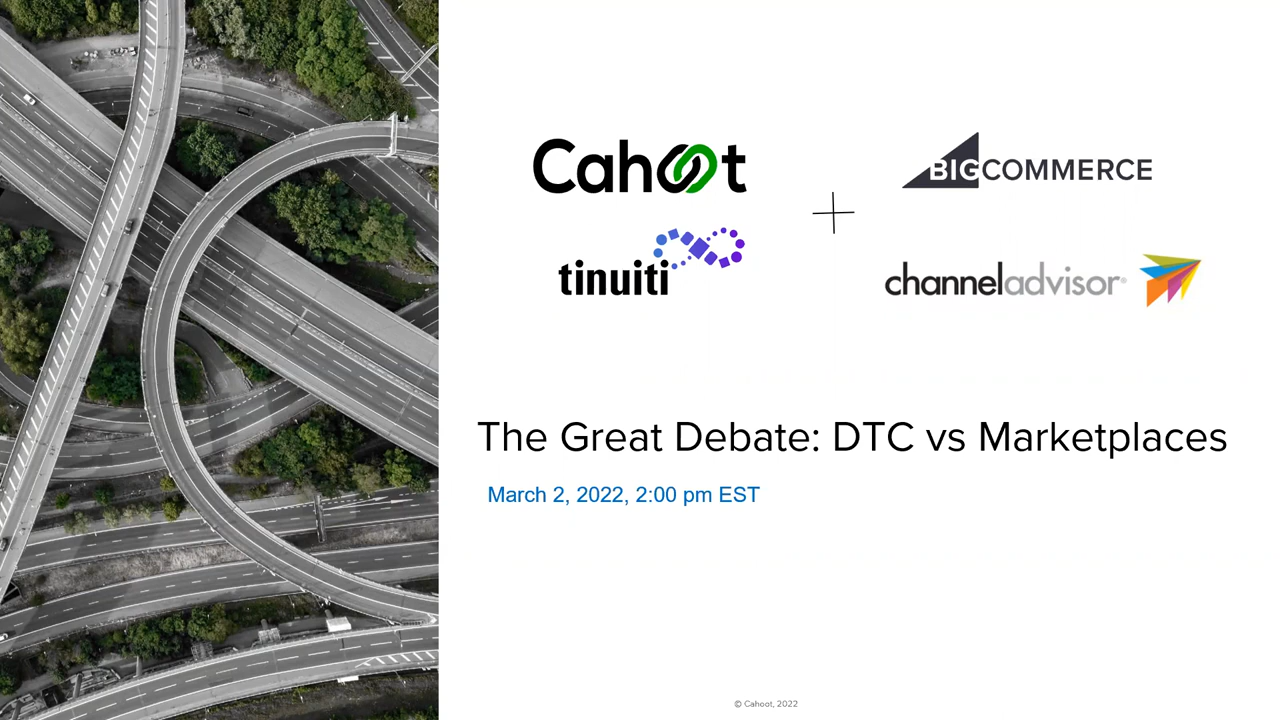 Cahoot
BIGCOMMERCE
tinuiti
channeladvisor®
The Great Debate: DTC vs Marketplaces
March 2, 2022, 2:00 pm EST
© Cahoot, 2022